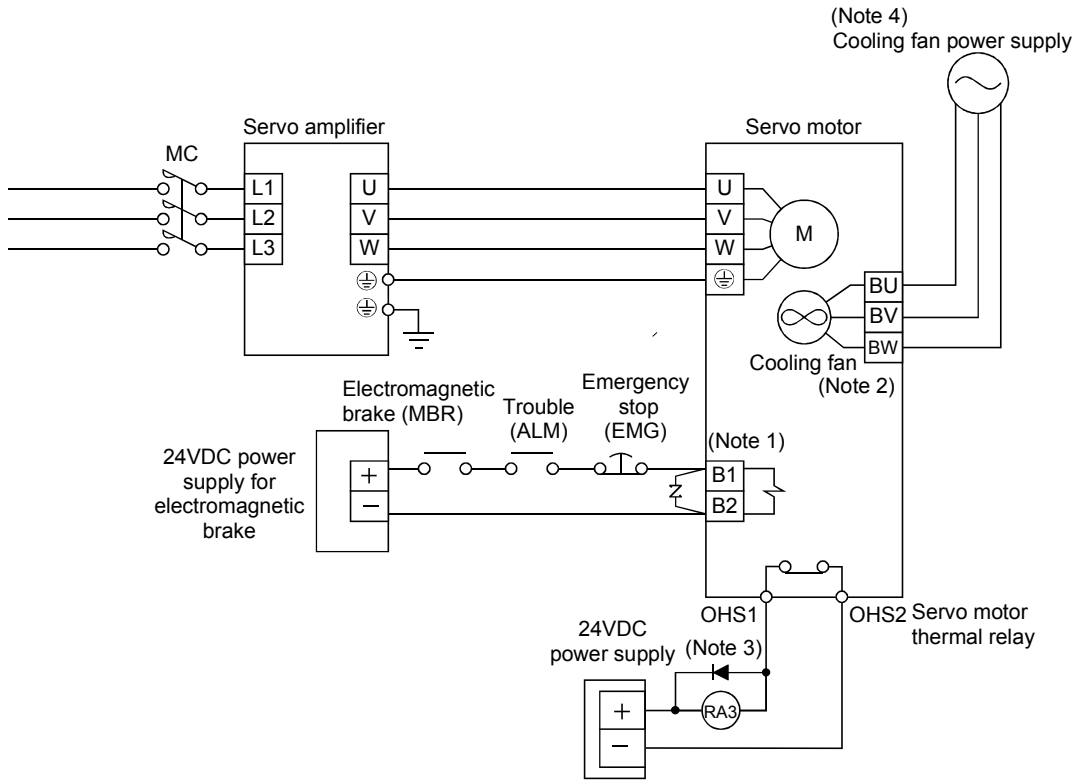 (Note 4)
Cooling fan power supply
Servo amplifier
Servo motor
MC
L1
U
U
L2
V
V
M
L3
W
W
BU
BV
BW
Cooling fan
(Note 2)
Electromagnetic
brake (MBR)
Trouble
(ALM)
Emergency
stop
(EMG)
(Note 1)
24VDC power
supply for
electromagnetic
brake
+
−
B1
B2
OHS1
OHS2
Servo motor
thermal relay
24VDC
power supply
(Note 3)
+
−
RA3